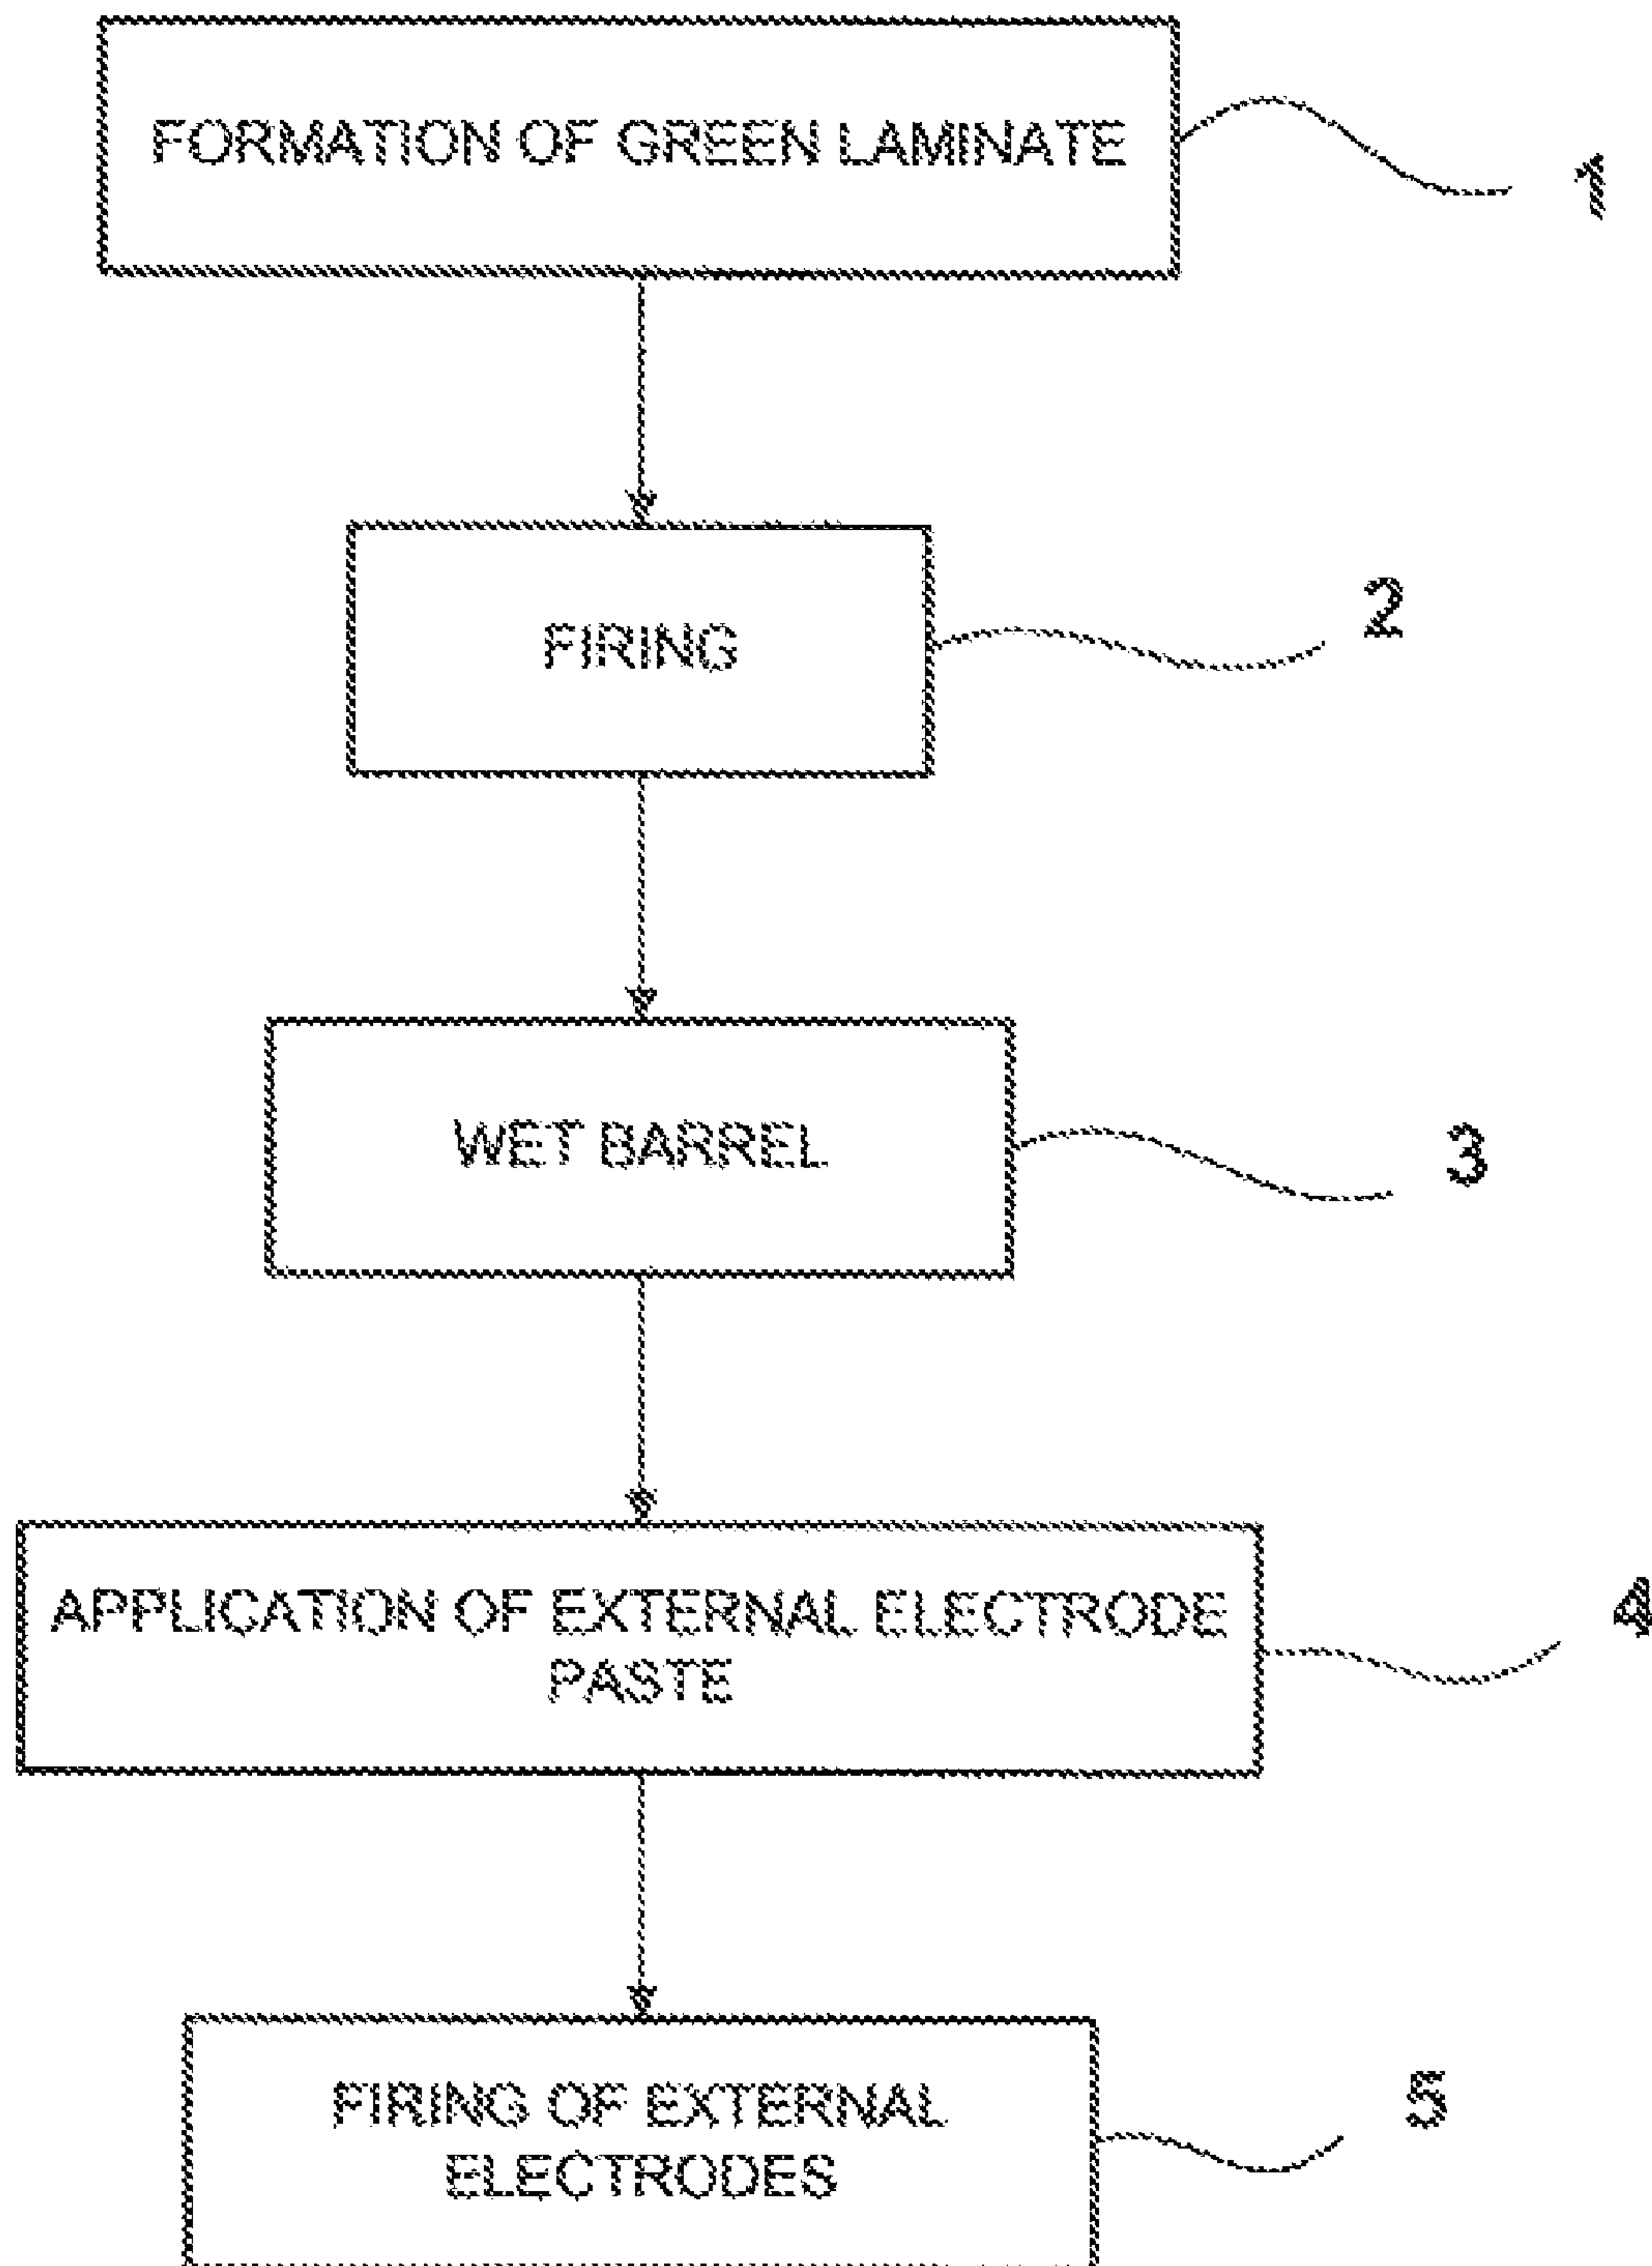 FORMATION OF GREEN LAMINATE
1
FIRING
2
WET BARREL
3
APPLICATION OF EXTERNAL ELECTRODE
PASTE
4
FIRING OF EXTERNAL
ELECTRODES
5